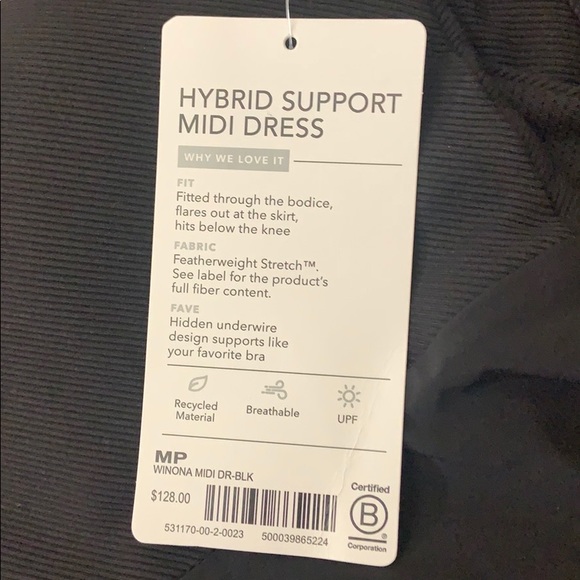 HYBRID SUPPORT
MIDI DRESS
WHY WE LOVE IT
FIT
Fitted through the bodice,
flares out at the skirt,
hits below the knee
FABRIC
Featherweight Stretch™.
See label for the product's
full fiber content.
FAVE
Hidden underwire
design supports like
your favorite bra
Recycled
Material
Breathable
UPF
MP
WINONA MIDI DR-BLK
$128.00
531170-00-2-0023 500039865224
Certified
B
®
Corporation